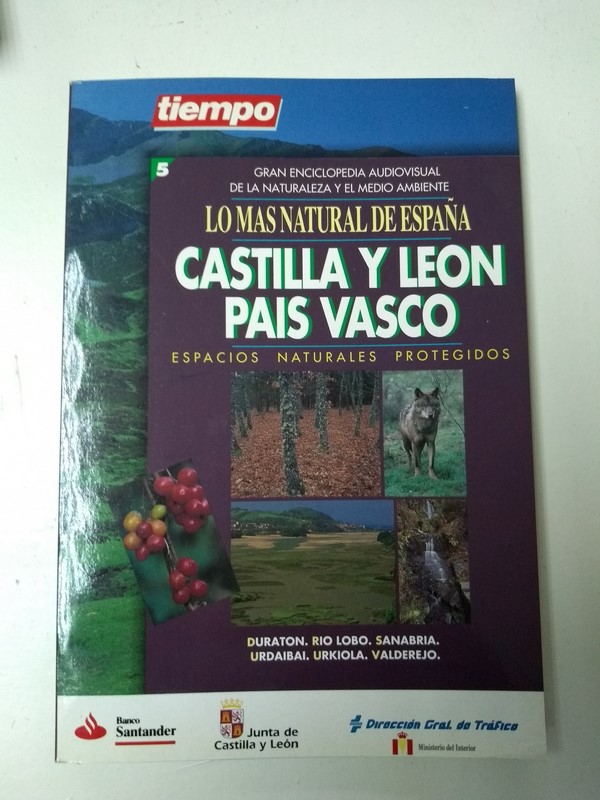 tiempo
5
GRAN ENCICLOPEDIA AUDIOVISUAL
DE LA NATURALEZA Y EL MEDIO AMBIENTE
LO MAS NATURAL DE ESPAÑA
CASTILLA Y LEON
PAIS VASCO
ESPACIOS NATURALES PROTEGIDOS
DURATON. RIO LOBO. SANABRIA.
URDAIBAI. URKIOLA. VALDEREJO.
Banco
Santander
Junta de
Castilla y León
Dirección Gral. de Tráfico
Ministerio del Interior